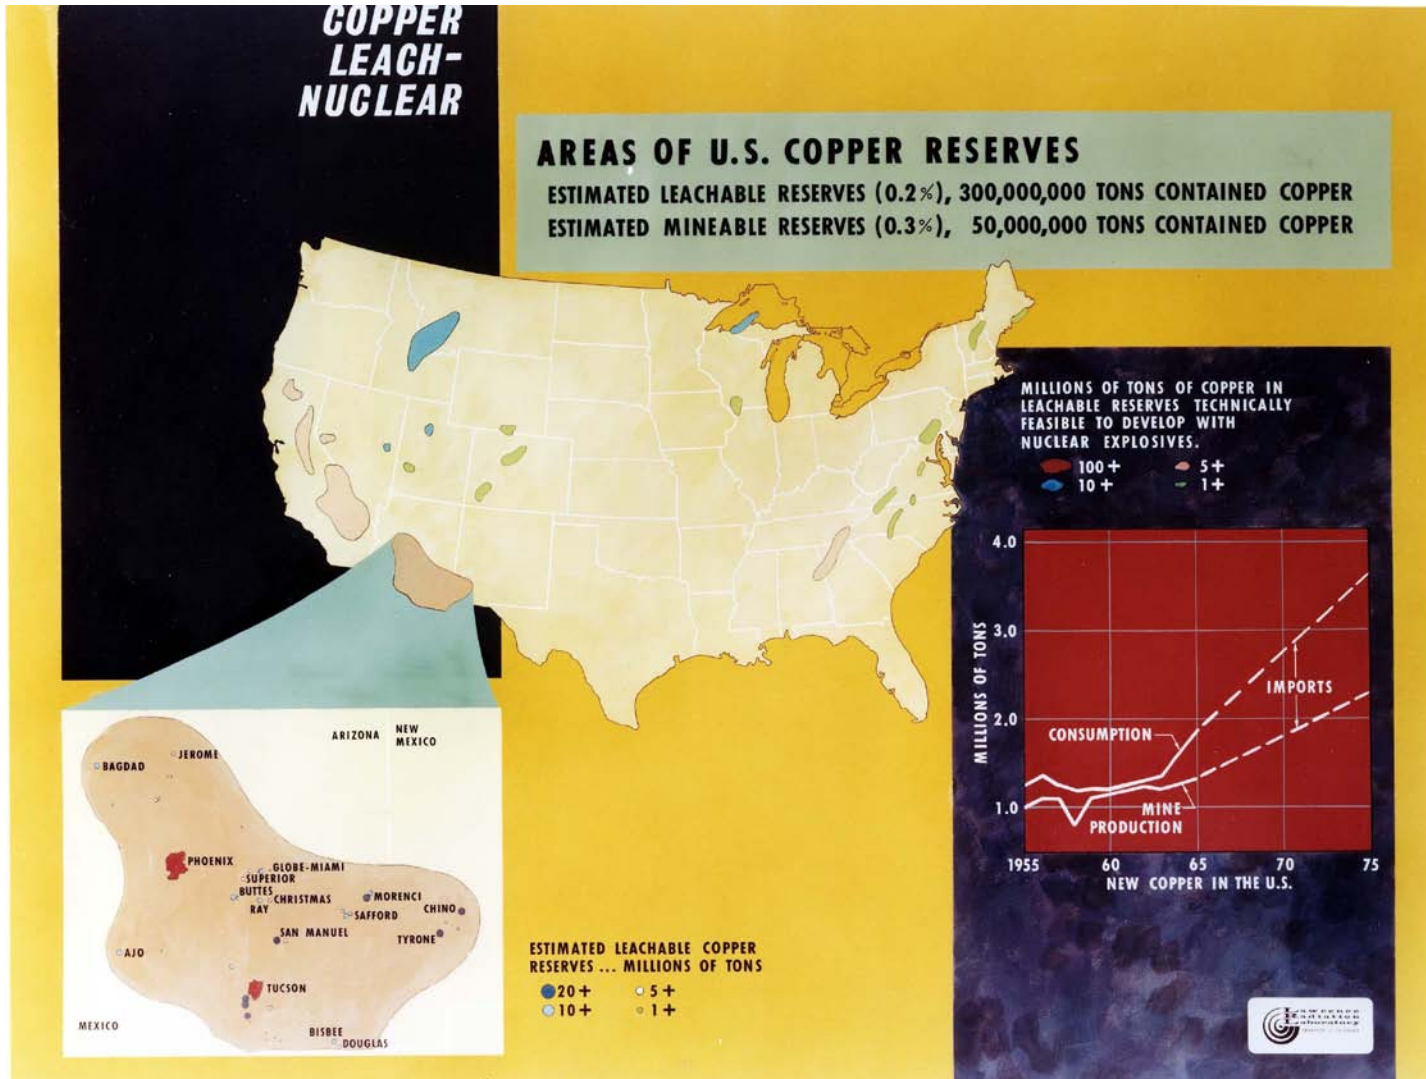 COPPER
LEACH-
NUCLEAR
AREAS OF U.S. COPPER RESERVES
ESTIMATED LEACHABLE RESERVES (0.2%), 300,000,000 TONS CONTAINED COPPER
ESTIMATED MINEABLE RESERVES (0.3%), 50,000,000 TONS CONTAINED COPPER
MILLIONS OF TONS OF COPPER IN
LEACHABLE RESERVES TECHNICALLY
FEASIBLE TO DEVELOP WITH
NUCLEAR EXPLOSIVES.
100+
5+
10+
1+
4.0
3.0
2.0
1.0
MILLIONS OF TONS
IMPORTS
CONSUMPTION
MINE
PRODUCTION
1955 60 65 70 75
NEW COPPER IN THE U.S.
ARIZONA
NEW
MEXICO
JEROME
BAGDAD
PHOENIX
GLOBE-MIAMI
SUPERIOR
BUTTES
CHRISTMAS
RAY
MORENCI
SAFFORD
CHINO
SAN MANUEL
TYRONE
AJO
TUCSON
MEXICO
BISBEE
DOUGLAS
ESTIMATED LEACHABLE COPPER
RESERVES ... MILLIONS OF TONS
20+
5+
10+
1+
Lawrence
Radiation
Laboratory